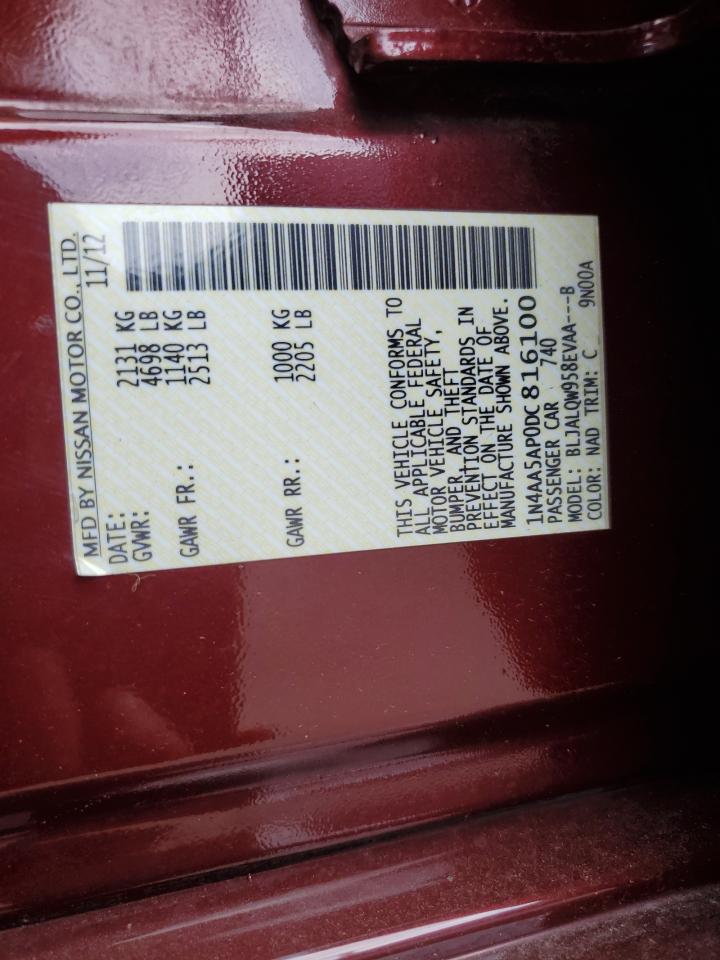 MFD BY NISSAN MOTOR CO., LTD.
DATE: 11/12
GVWR: 2131 KG
4698 LB
GAWR FR.: 1140 KG
2513 LB
GAWR RR.: 1000 KG
2205 LB
THIS VEHICLE CONFORMS TO
ALL APPLICABLE FEDERAL
MOTOR VEHICLE SAFETY,
BUMPER, AND THEFT
PREVENTION STANDARDS IN
EFFECT ON THE DATE OF
MANUFACTURE SHOWN ABOVE.
1N4AA5AP0DC816100
PASSENGER CAR 740
MODEL: BLJALQW958EVAA---B
COLOR: NAD TRIM: C 9N00A